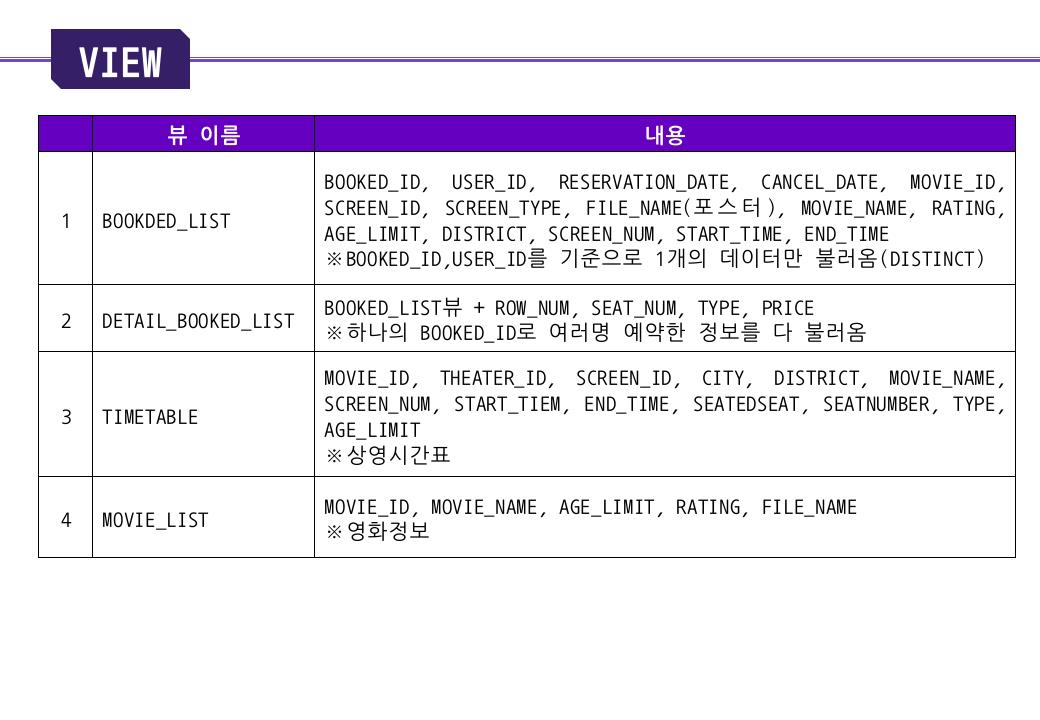 VIEW
뷰 이름 내용
1 BOOKDED_LIST
BOOKED_ID, USER_ID, RESERVATION_DATE, CANCEL_DATE, MOVIE_ID,
SCREEN_ID, SCREEN_TYPE, FILE_NAME(포스터), MOVIE_NAME, RATING,
AGE_LIMIT, DISTRICT, SCREEN_NUM, START_TIME, END_TIME
※BOOKED_ID,USER_ID를 기준으로 1개의 데이터만 불러옴(DISTINCT)
2 DETAIL_BOOKED_LIST
BOOKED_LIST뷰 + ROW_NUM, SEAT_NUM, TYPE, PRICE
※하나의 BOOKED_ID로 여러명 예약한 정보를 다 불러옴
3 TIMETABLE
MOVIE_ID, THEATER_ID, SCREEN_ID, CITY, DISTRICT, MOVIE_NAME,
SCREEN_NUM, START_TIEM, END_TIME, SEATEDSEAT, SEATNUMBER, TYPE,
AGE_LIMIT
※상영시간표
4 MOVIE_LIST
MOVIE_ID, MOVIE_NAME, AGE_LIMIT, RATING, FILE_NAME
※영화정보